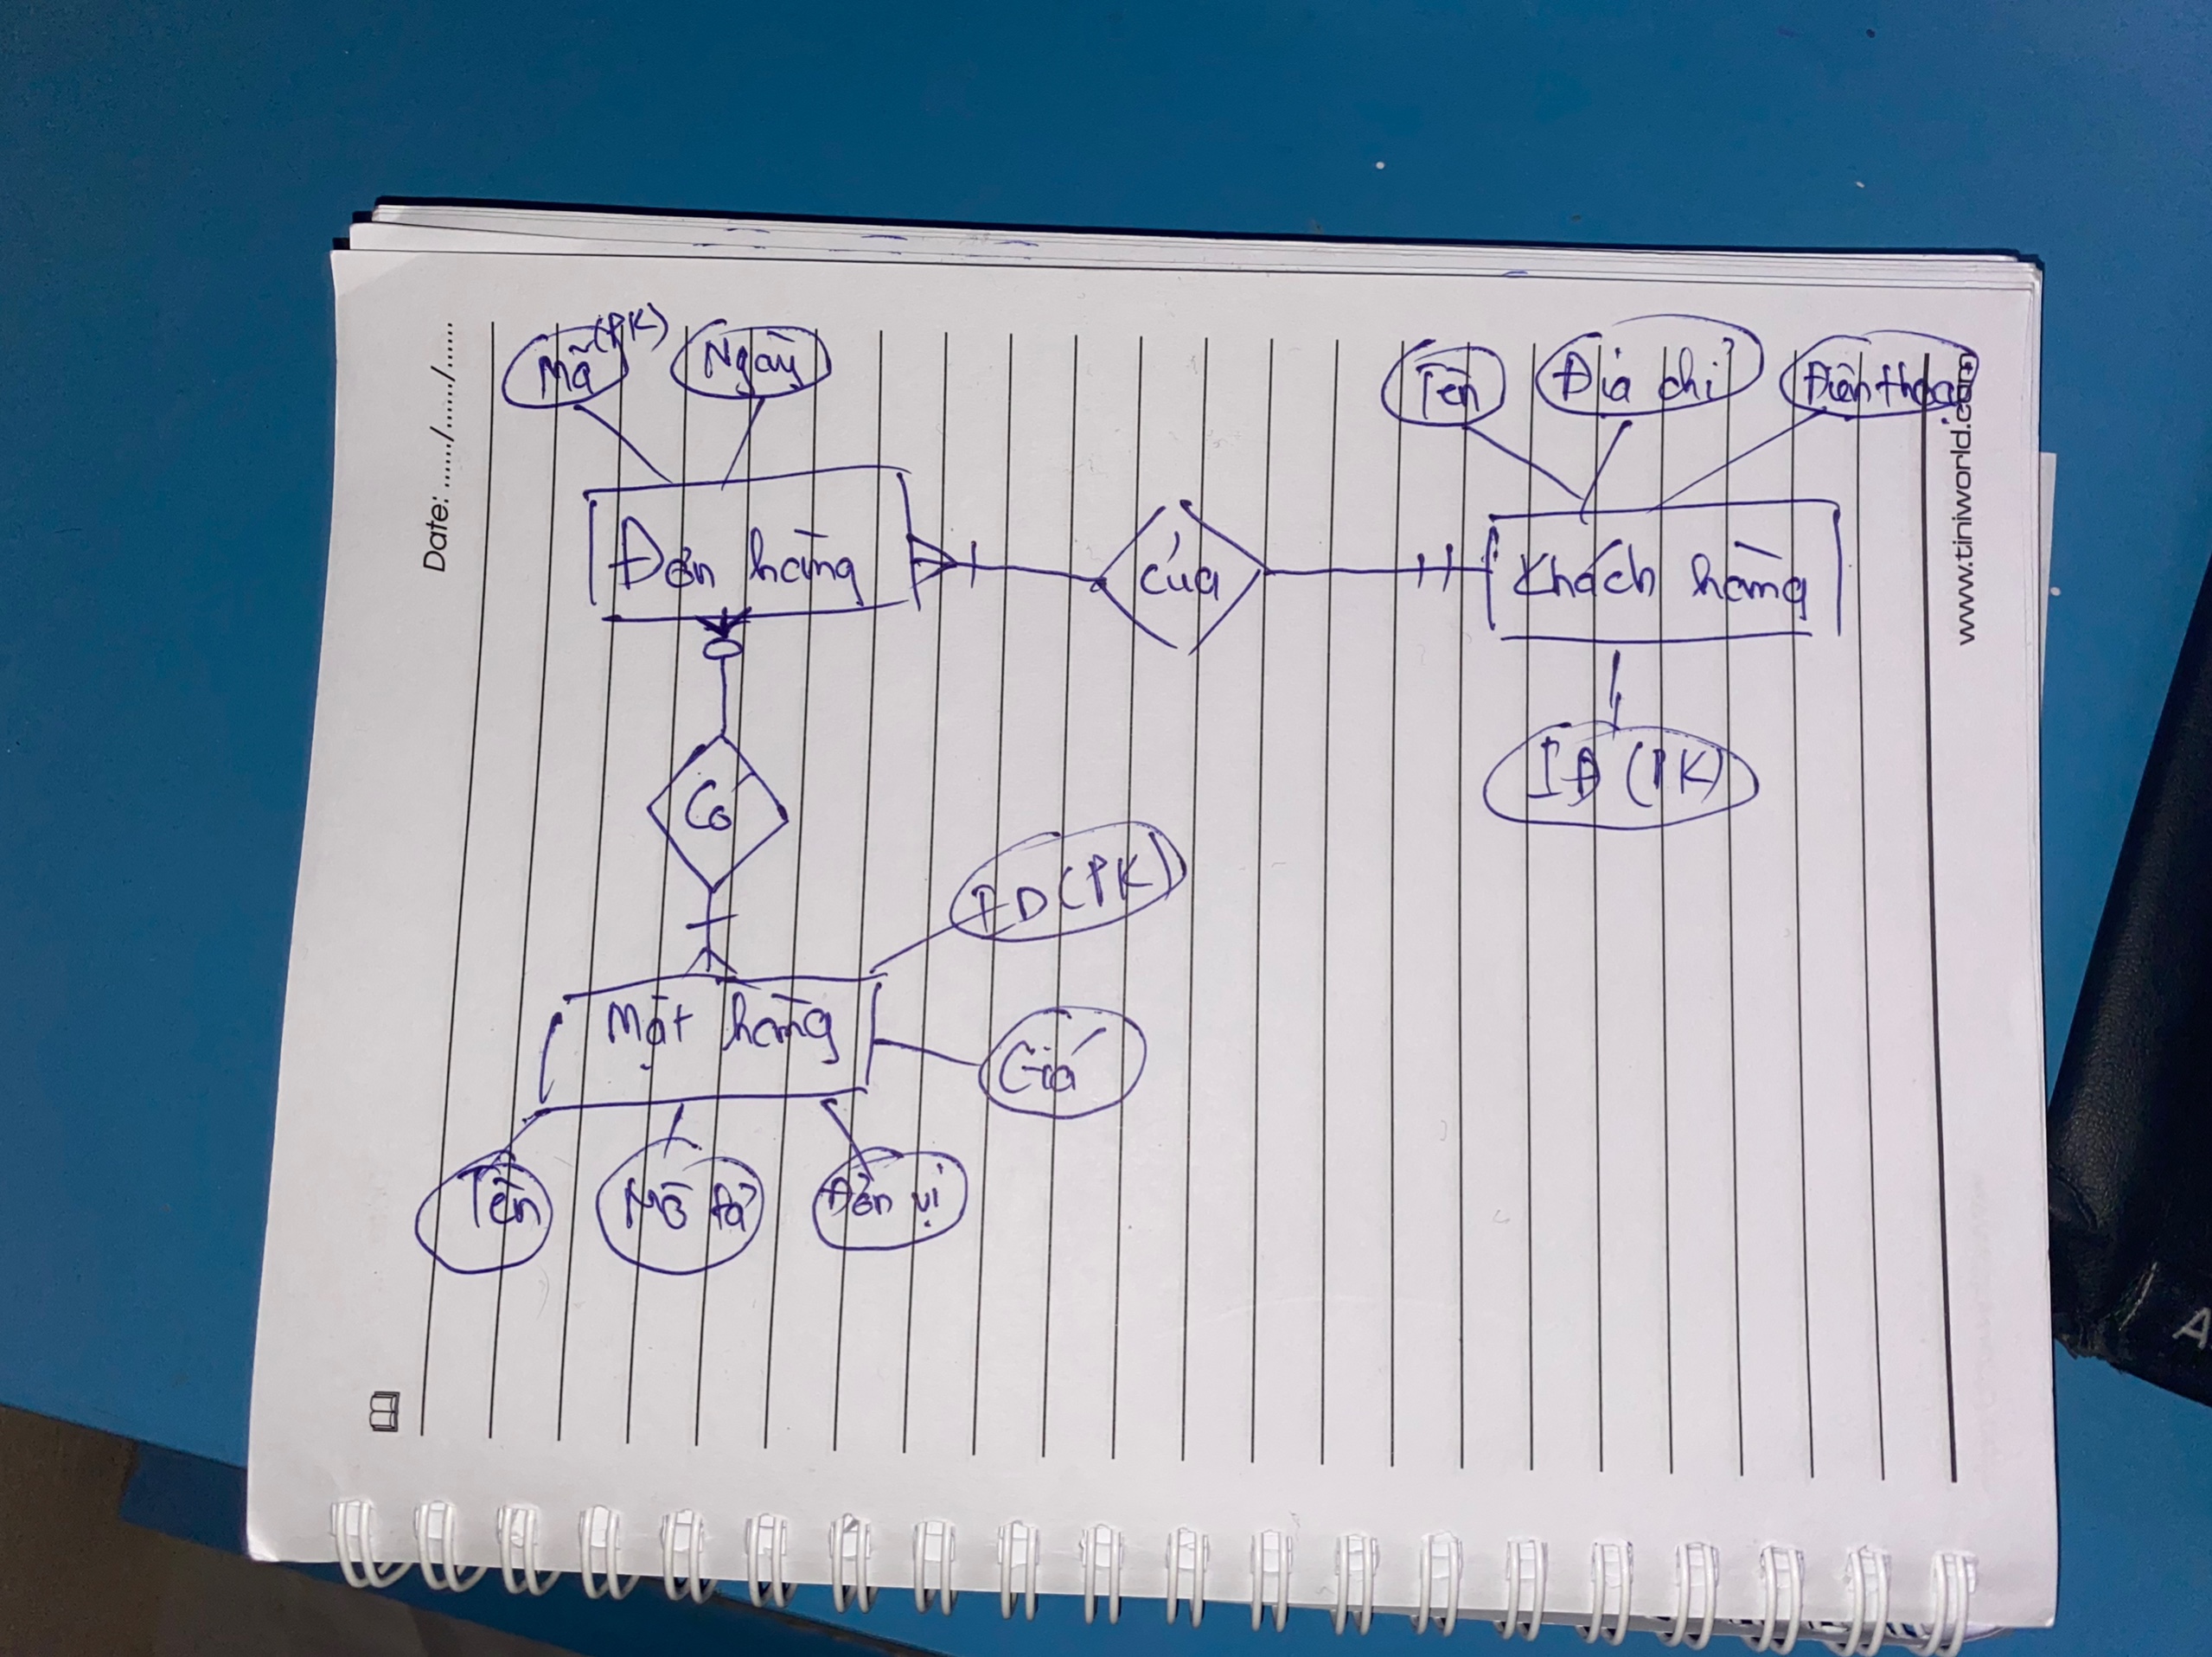 Mã (PK)
Ngày
Tên
Địa chỉ
Điện thoại
Đơn hàng
của
Khách hàng
ID (PK)
Có
ID (PK)
Mặt hàng
Giá
Tên
Mô tả
Đơn vị
Date: ....../....../......
www.tiniworld.com